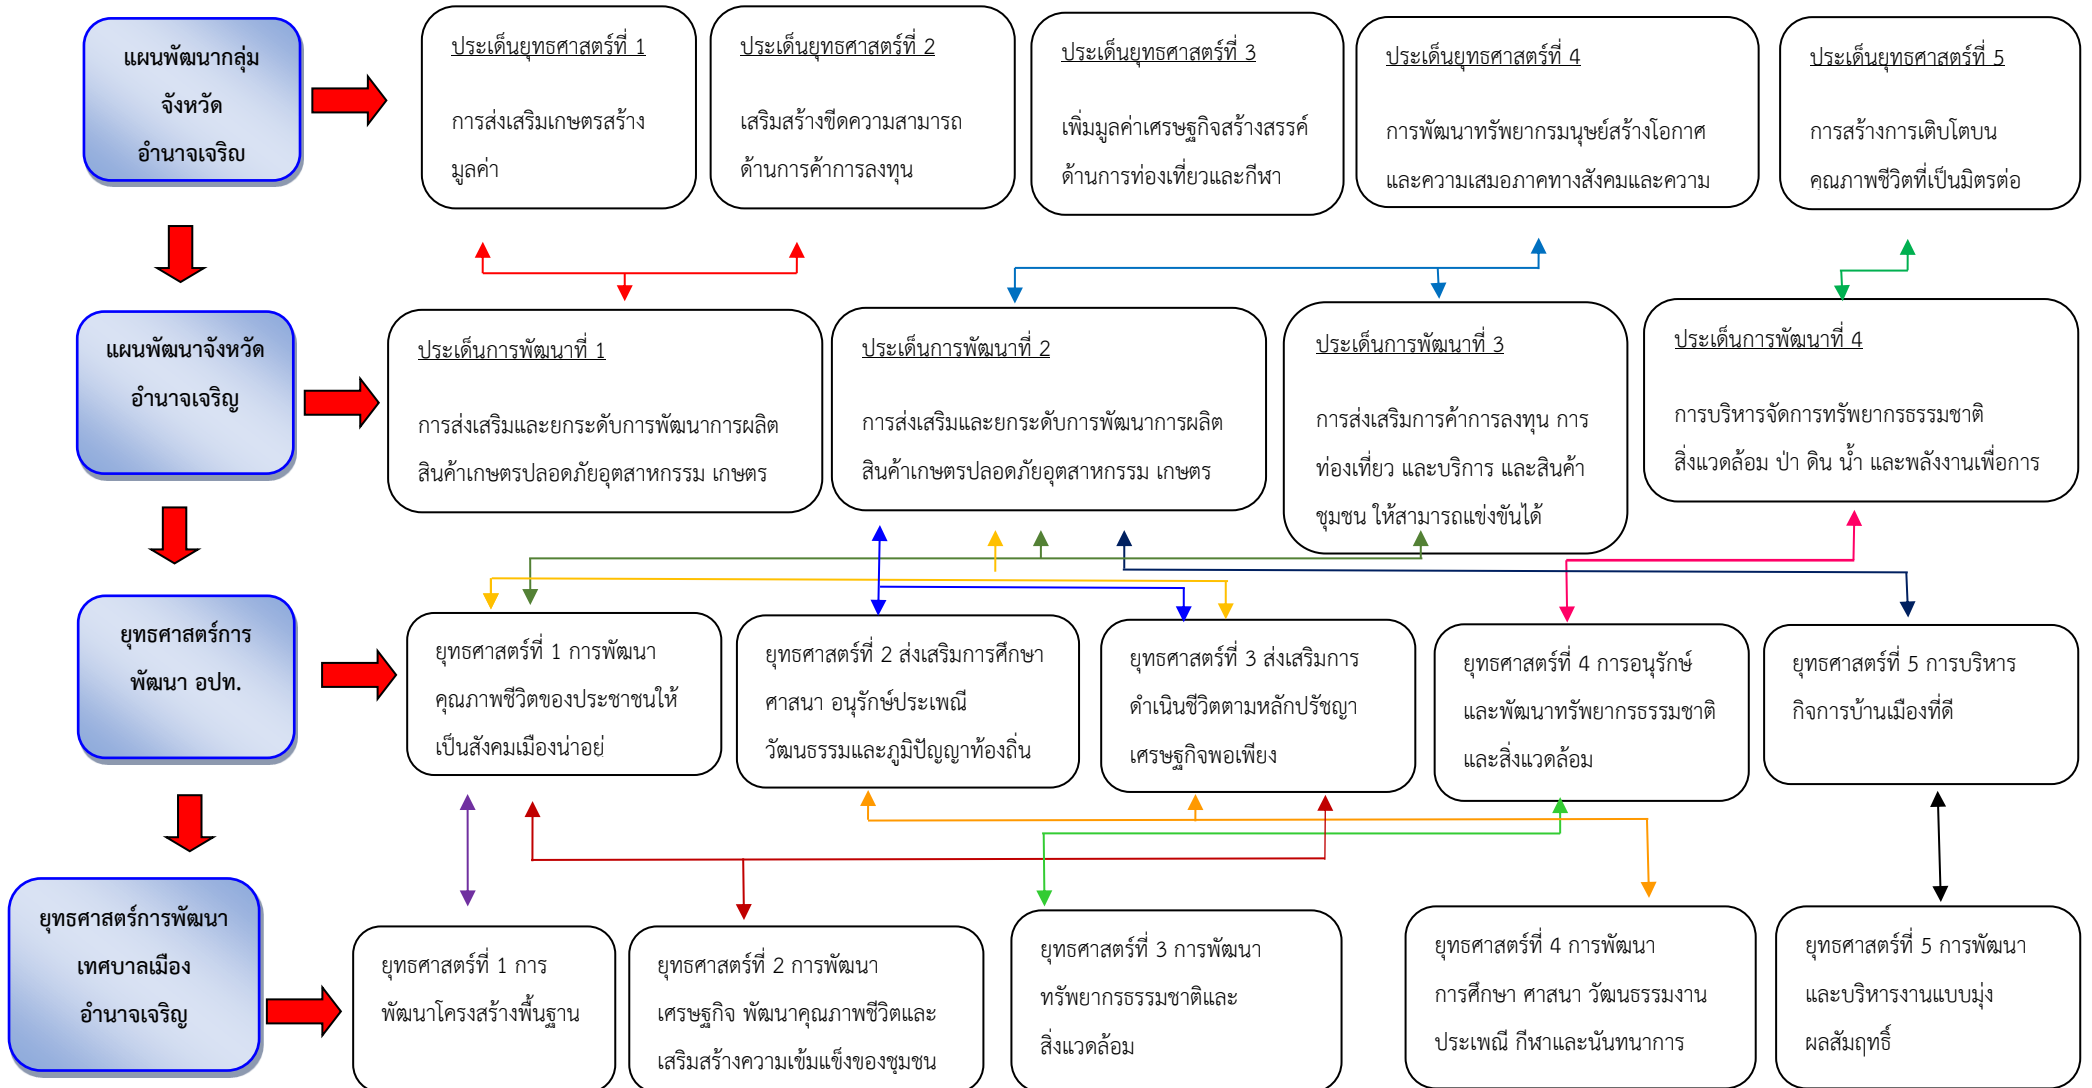 แผนพัฒนากลุ่ม
จังหวัด
อำนาจเจริญ
ประเด็นยุทธศาสตร์ที่ 1
การส่งเสริมเกษตรสร้าง
มูลค่า
ประเด็นยุทธศาสตร์ที่ 2
เสริมสร้างขีดความสามารถ
ด้านการค้าการลงทุน
ประเด็นยุทธศาสตร์ที่ 3
เพิ่มมูลค่าเศรษฐกิจสร้างสรรค์
ด้านการท่องเที่ยวและกีฬา
ประเด็นยุทธศาสตร์ที่ 4
การพัฒนาทรัพยากรมนุษย์สร้างโอกาศ
และความเสมอภาคทางสังคมและความ
ประเด็นยุทธศาสตร์ที่ 5
การสร้างการเติบโตบน
คุณภาพชีวิตที่เป็นมิตรต่อ
แผนพัฒนาจังหวัด
อำนาจเจริญ
ประเด็นการพัฒนาที่ 1
การส่งเสริมและยกระดับการพัฒนาการผลิต
สินค้าเกษตรปลอดภัยอุตสาหกรรม เกษตร
ประเด็นการพัฒนาที่ 2
การส่งเสริมและยกระดับการพัฒนาการผลิต
สินค้าเกษตรปลอดภัยอุตสาหกรรม เกษตร
ประเด็นการพัฒนาที่ 3
การส่งเสริมการค้าการลงทุน การ
ท่องเที่ยว และบริการ และสินค้า
ชุมชน ให้สามารถแข่งขันได้
ประเด็นการพัฒนาที่ 4
การบริหารจัดการทรัพยากรธรรมชาติ
สิ่งแวดล้อม ป่า ดิน น้ำ และพลังงานเพื่อการ
ยุทธศาสตร์การ
พัฒนา อปท.
ยุทธศาสตร์ที่ 1 การพัฒนา
คุณภาพชีวิตของประชาชนให้
เป็นสังคมเมืองน่าอยู่
ยุทธศาสตร์ที่ 2 ส่งเสริมการศึกษา
ศาสนา อนุรักษ์ประเพณี
วัฒนธรรมและภูมิปัญญาท้องถิ่น
ยุทธศาสตร์ที่ 3 ส่งเสริมการ
ดำเนินชีวิตตามหลักปรัชญา
เศรษฐกิจพอเพียง
ยุทธศาสตร์ที่ 4 การอนุรักษ์
และพัฒนาทรัพยากรธรรมชาติ
และสิ่งแวดล้อม
ยุทธศาสตร์ที่ 5 การบริหาร
กิจการบ้านเมืองที่ดี
ยุทธศาสตร์การพัฒนา
เทศบาลเมือง
อำนาจเจริญ
ยุทธศาสตร์ที่ 1 การ
พัฒนาโครงสร้างพื้นฐาน
ยุทธศาสตร์ที่ 2 การพัฒนา
เศรษฐกิจ พัฒนาคุณภาพชีวิตและ
เสริมสร้างความเข้มแข็งของชุมชน
ยุทธศาสตร์ที่ 3 การพัฒนา
ทรัพยากรธรรมชาติและ
สิ่งแวดล้อม
ยุทธศาสตร์ที่ 4 การพัฒนา
การศึกษา ศาสนา วัฒนธรรมงาน
ประเพณี กีฬาและนันทนาการ
ยุทธศาสตร์ที่ 5 การพัฒนา
และบริหารงานแบบมุ่ง
ผลสัมฤทธิ์